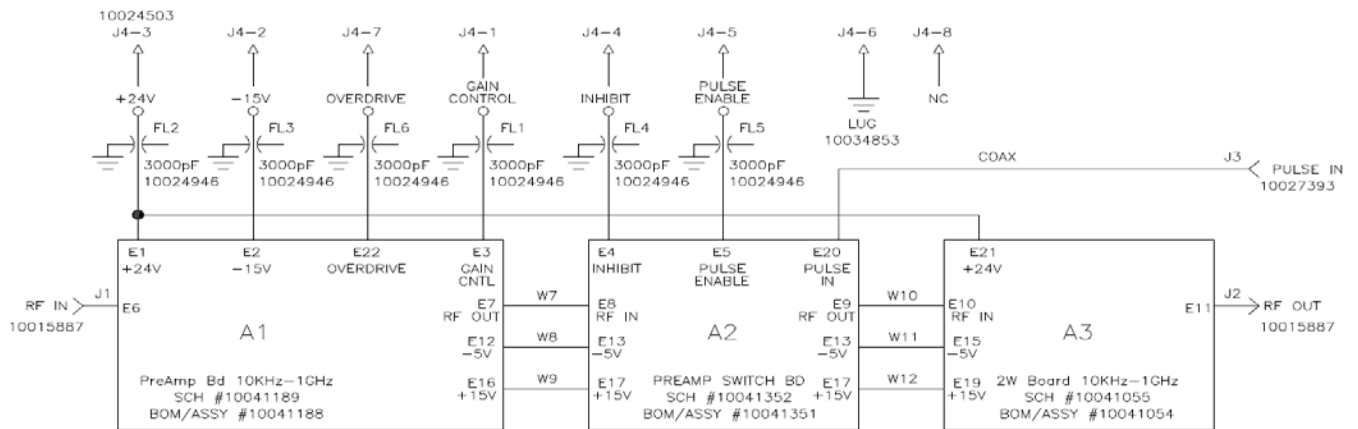 10024503
J4-3 J4-2 J4-7 J4-1 J4-4 J4-5 J4-6 J4-8
+24V -15V OVERDRIVE GAIN CONTROL INHIBIT PULSE ENABLE NC
FL2 FL3 FL6 FL1 FL4 FL5 LUG
10034853
3000pF 3000pF 3000pF 3000pF 3000pF 3000pF
10024946 10024946 10024946 10024946 10024946 10024946
COAX J3
PULSE IN
10027393
E1 E2 E22 E3 E4 E5 E20 E21
+24V -15V OVERDRIVE GAIN CNTL INHIBIT PULSE ENABLE PULSE IN +24V
RF IN J1 E6
10015887
E7 W7 E8 E9 W10 E10 E11 J2 RF OUT
RF OUT RF IN RF OUT RF IN 10015887
A1 A2 A3
E12 W8 E13 E13 W11 E15
-5V -5V -5V -5V
E16 W9 E17 E17 W12 E19
+15V +15V +15V +15V
PreAmp Bd 10KHz-1GHz
SCH #10041189
BOM/ASSY #10041188
PREAMP SWITCH BD
SCH #10041352
BOM/ASSY #10041351
2W Board 10KHz-1GHz
SCH #10041055
BOM/ASSY #10041054